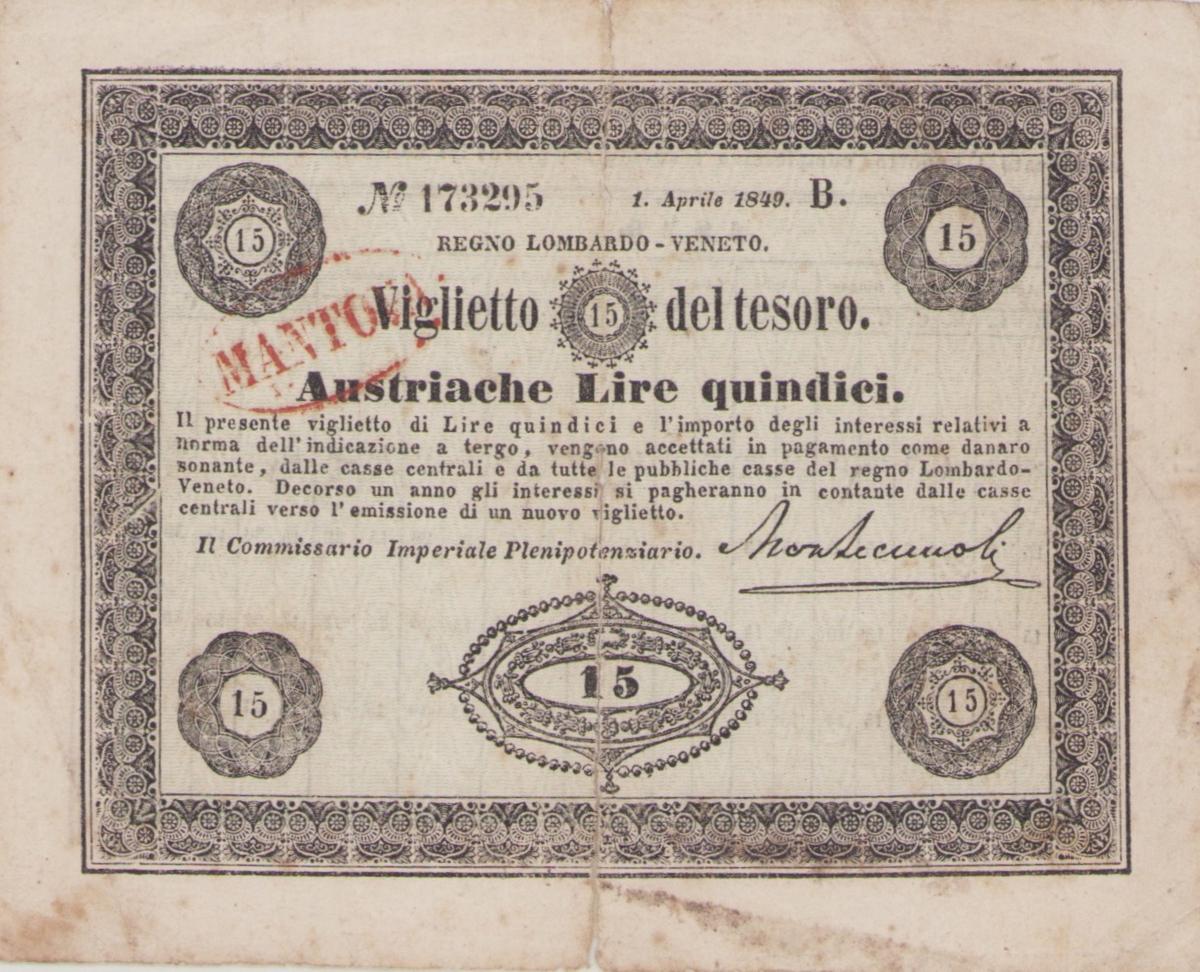 15
№ 173295 1. Aprile 1849. B.
15
REGNO LOMBARDO-VENETO.
Viglietto 15 del tesoro.
MANTOVA
Austriache Lire quindici.
Il presente viglietto di Lire quindici e l'importo degli interessi relativi a
norma dell'indicazione a tergo, vengono accettati in pagamento come danaro
sonante, dalle casse centrali e da tutte le pubbliche casse del regno Lombardo-
Veneto. Decorso un anno gli interessi si pagheranno in contante dalle casse
centrali verso l'emissione di un nuovo viglietto.
Il Commissario Imperiale Plenipotenziario. Montecuccoli
15
15
15